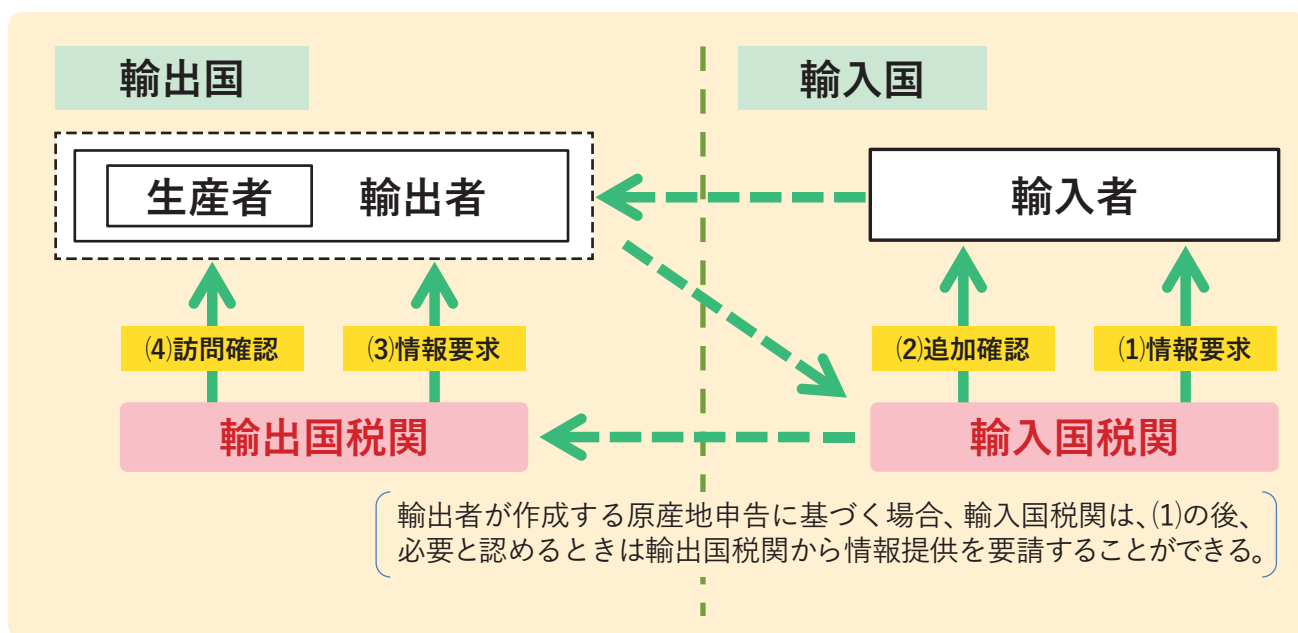 輸出国
輸入国
生産者
輸出者
輸入者
⑷訪問確認
⑶情報要求
⑵追加確認
⑴情報要求
輸出国税関
輸入国税関
輸出者が作成する原産地申告に基づく場合、輸入国税関は、⑴の後、
必要と認めるときは輸出国税関から情報提供を要請することができる。